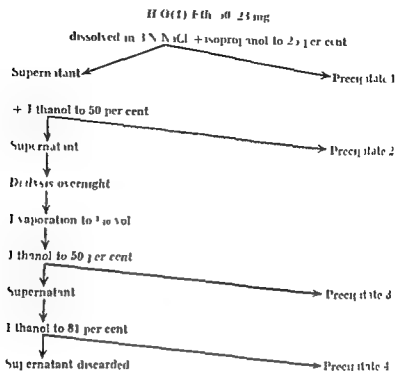 dissolved in 3N NaCl + isopropanol to 25 per cent
Supernatant
Precipitate 1
+ Ethanol to 50 per cent
Supernatant
Precipitate 2
Dialysis overnight
Evaporation to vol
Ethanol to 50 per cent
Supernatant
Precipitate 3
Ethanol to 81 per cent
Supernatant discarded
Precipitate 4